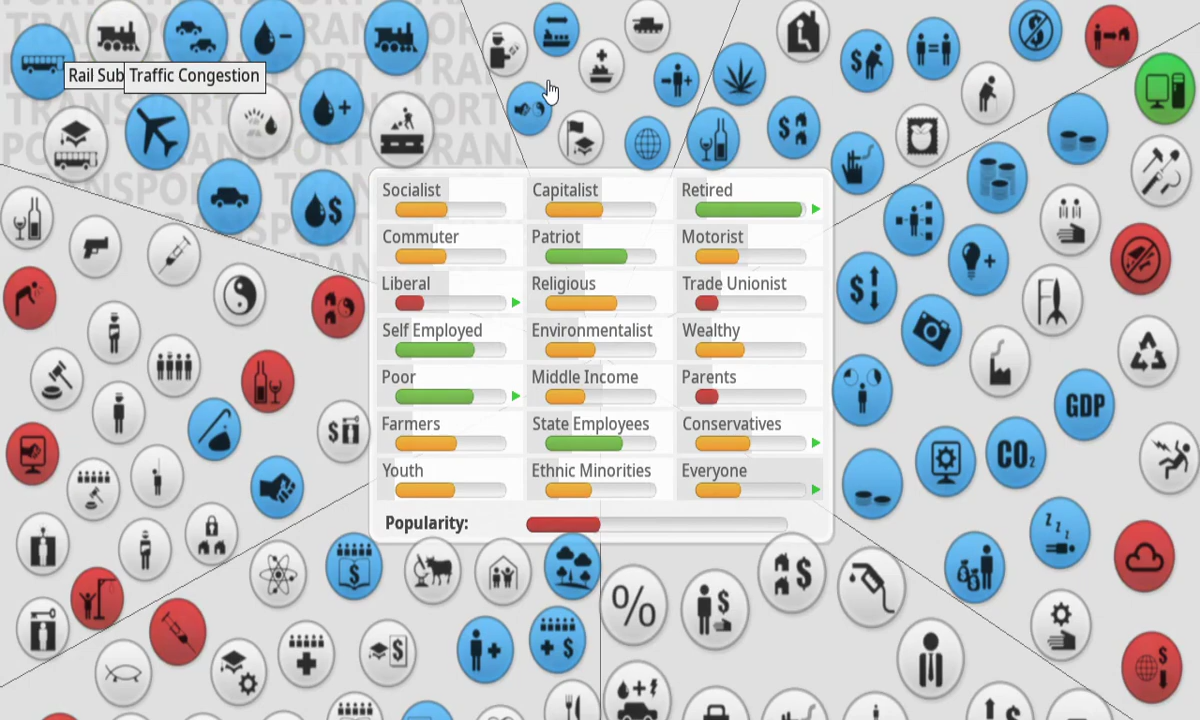 TRANSPORT
Rail Sub
Traffic Congestion
Socialist
Capitalist
Retired
Commuter
Patriot
Motorist
Liberal
Religious
Trade Unionist
Self Employed
Environmentalist
Wealthy
Poor
Middle Income
Parents
Farmers
State Employees
Conservatives
Youth
Ethnic Minorities
Everyone
Popularity:
GDP
CO2
z z z
%